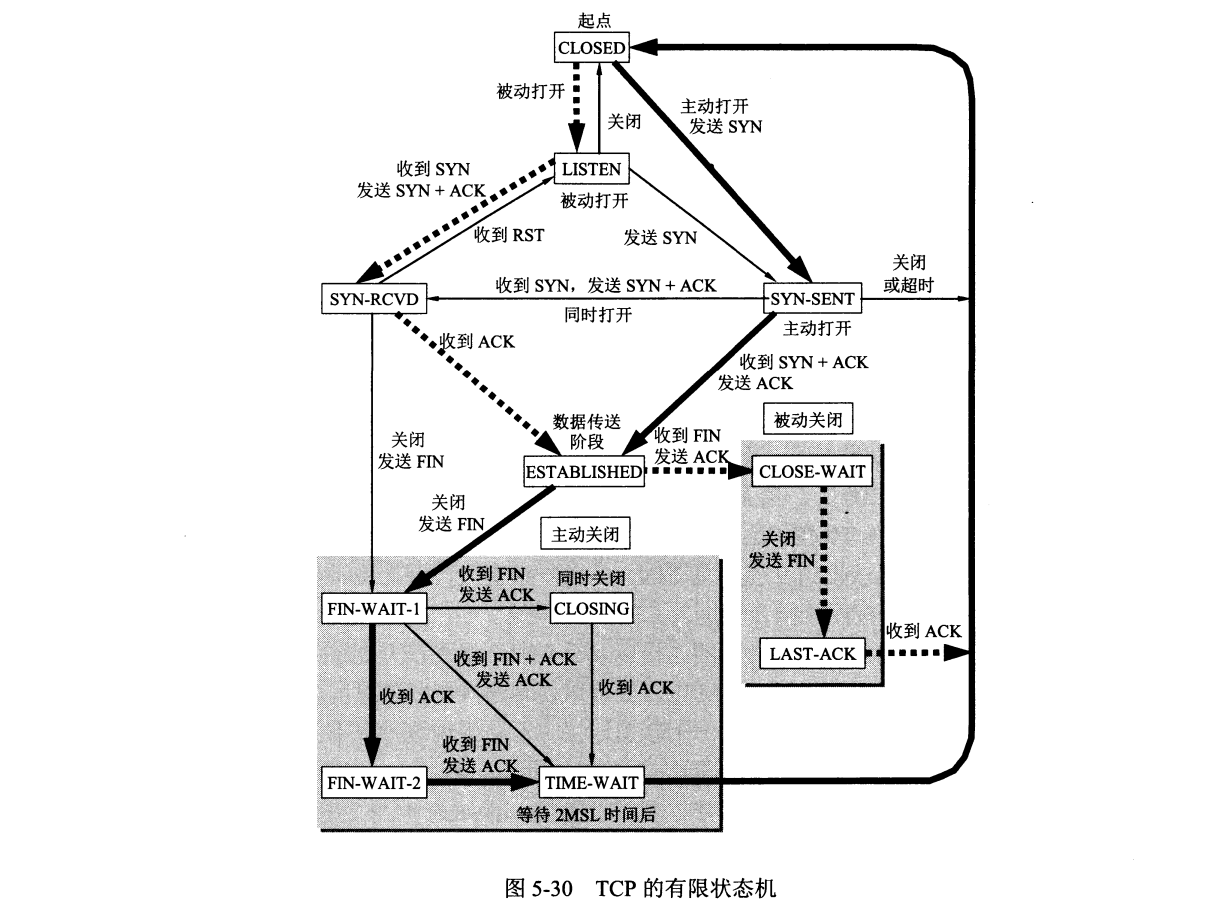 起点
CLOSED
被动打开
关闭
主动打开
发送 SYN
收到 SYN
发送 SYN + ACK
LISTEN
被动打开
收到 RST
发送 SYN
关闭
或超时
SYN-RCVD
收到 SYN，发送 SYN + ACK
同时打开
SYN-SENT
主动打开
收到 ACK
收到 SYN + ACK
发送 ACK
数据传送
阶段
被动关闭
关闭
发送 FIN
ESTABLISHED
收到 FIN
发送 ACK
CLOSE-WAIT
关闭
发送 FIN
主动关闭
关闭
发送 FIN
FIN-WAIT-1
收到 FIN
发送 ACK
同时关闭
CLOSING
LAST-ACK
收到 ACK
收到 FIN + ACK
发送 ACK
收到 ACK
收到 ACK
FIN-WAIT-2
收到 FIN
发送 ACK
TIME-WAIT
等待 2MSL 时间后
图 5-30 TCP 的有限状态机